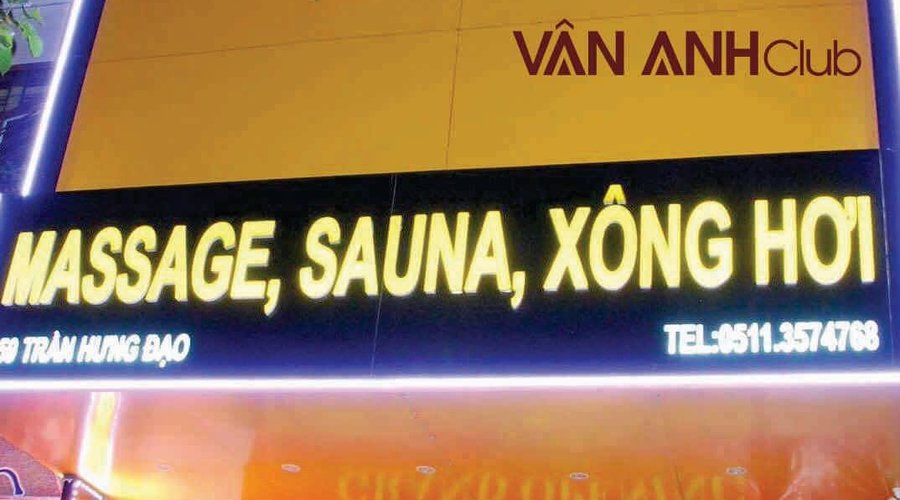 VÂN ANH Club
MASSAGE, SAUNA, XÔNG HƠI
TRẦN HƯNG ĐẠO
TEL:0511.3574768